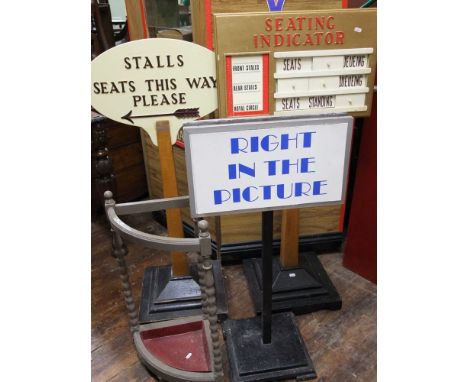 STALLS
SEATS THIS WAY
PLEASE
SEATING
INDICATOR
FRONT STALLS
REAR STALLS
ROYAL CIRCLE
SEATS
SEATS
SEATS STANDING
RIGHT
IN THE
PICTURE